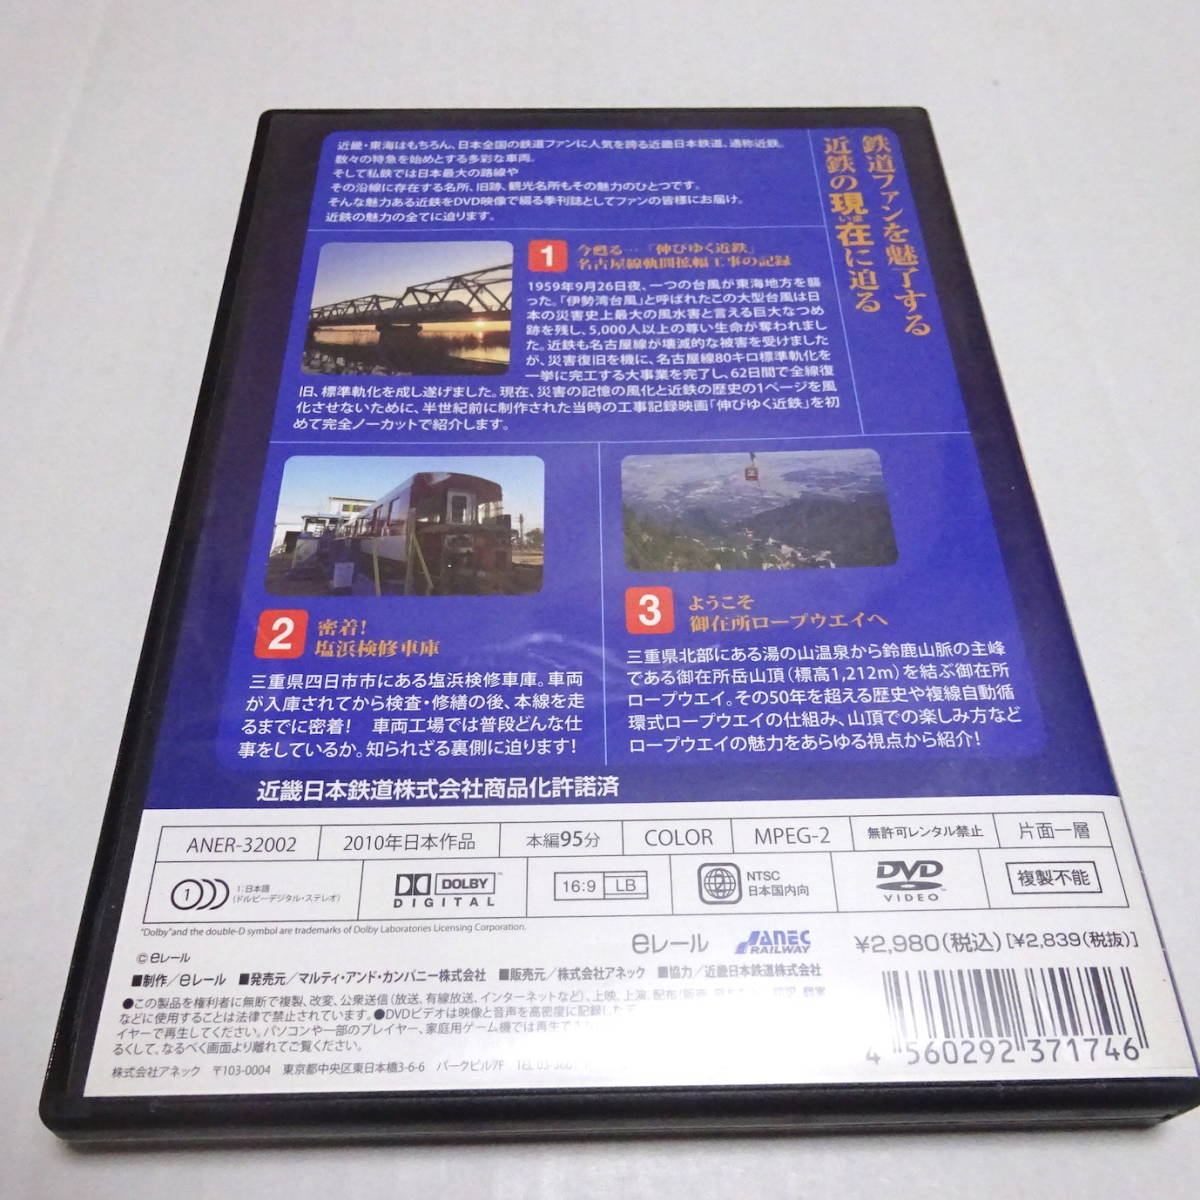 鉄道ファンを魅了する
近鉄の現在に迫る
いま
近畿・東海はもちろん、日本全国の鉄道ファンに人気を誇る近畿日本鉄道、通称近鉄。
数々の特急を始めとする多彩な車両。
そして私鉄では日本最大の路線や
その沿線に存在する名所、旧跡、観光名所もその魅力のひとつです。
そんな魅力ある近鉄をDVD映像で綴る季刊誌としてファンの皆様にお届け。
近鉄の魅力の全てに迫ります。
1 今甦る…「伸びゆく近鉄」
名古屋線軌間拡幅工事の記録
1959年9月26日夜、一つの台風が東海地方を襲
った。「伊勢湾台風」と呼ばれたこの大型台風は日
本の災害史上最大の風水害と言える巨大なつめ
跡を残し、5,000人以上の尊い生命が奪われまし
た。近鉄も名古屋線が壊滅的な被害を受けました
が、災害復旧を機に、名古屋線80キロ標準軌化を
一挙に完工する大事業を完了し、62日間で全線復
旧、標準軌化を成し遂げました。現在、災害の記憶の風化と近鉄の歴史の1ページを風
化させないために、半世紀前に制作された当時の工事記録映画「伸びゆく近鉄」を初
めて完全ノーカットで紹介します。
2 密着!
塩浜検修車庫
三重県四日市市にある塩浜検修車庫。車両
が入庫されてから検査・修繕の後、本線を走
るまでに密着! 車両工場では普段どんな仕
事をしているか。知られざる裏側に迫ります!
3 ようこそ
御在所ロープウエイへ
三重県北部にある湯の山温泉から鈴鹿山脈の主峰
である御在所岳山頂(標高1,212m)を結ぶ御在所
ロープウエイ。その50年を超える歴史や複線自動循
環式ロープウエイの仕組み、山頂での楽しみ方など
ロープウエイの魅力をあらゆる視点から紹介!
近畿日本鉄道株式会社商品化許諾済
ANER-32002 2010年日本作品 本編95分 COLOR MPEG-2 無許可レンタル禁止 片面一層
1 1:日本語
(ドルビーデジタル・ステレオ)
DOLBY
DIGITAL
16:9 LB
2 NTSC
日本国内向
DVD
VIDEO
複製不能
"Dolby"and the double-D symbol are trademarks of Dolby Laboratories Licensing Corporation.
eレール ANEC
RAILWAY
¥2,980(税込)[¥2,839(税抜)]
©eレール
■制作/eレール ■発売元/マルティ・アンド・カンパニー株式会社 ■販売元/株式会社アネック ■協力/近畿日本鉄道株式会社
●この製品を権利者に無断で複製、改変、公衆送信(放送、有線放送、インターネットなど)、上映、上演、配布(販売
などに使用することは法律で禁止されています。●DVDビデオは映像と音声を高密度に記録した
イヤーで再生してください。パソコンや一部のプレイヤー、家庭用ゲーム機では再生でき
るくして、なるべく画面より離れてご覧ください。
株式会社アネック 〒103-0004 東京都中央区東日本橋3-6-6 パークビル7F TEL
4 560292 371746